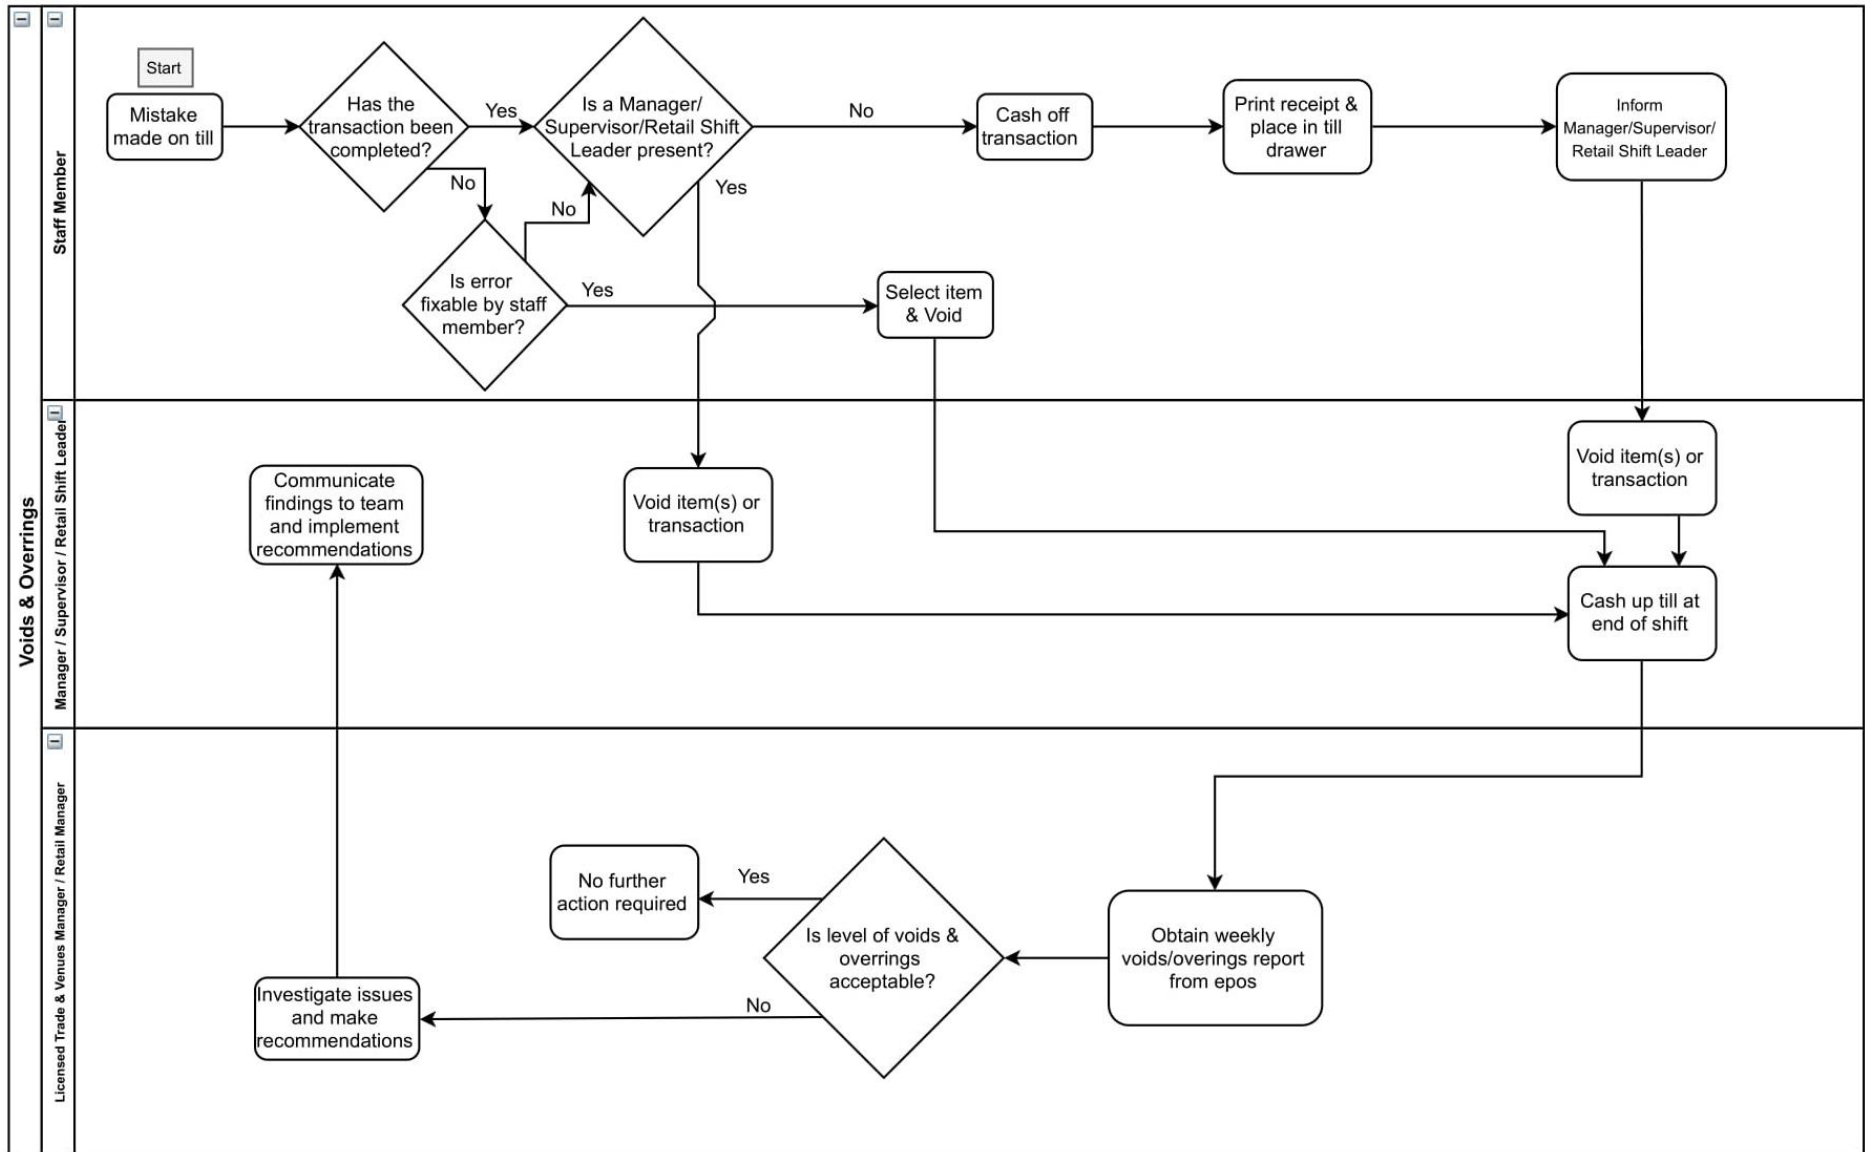 Voids & Overrings
Staff Member
Start
Mistake
made on till
Has the
transaction been
completed?
Yes
No
Is a Manager/
Supervisor/Retail Shift
Leader present?
No
Yes
Cash off
transaction
Print receipt &
place in till
drawer
Inform
Manager/Supervisor/
Retail Shift Leader
No
Is error
fixable by staff
member?
Yes
Select item
& Void
Manager / Supervisor / Retail Shift Leader
Communicate
findings to team
and implement
recommendations
Void item(s) or
transaction
Void item(s) or
transaction
Cash up till at
end of shift
Licensed Trade & Venues Manager / Retail Manager
No further
action required
Yes
Is level of voids &
overrings
acceptable?
No
Obtain weekly
voids/overings report
from epos
Investigate issues
and make
recommendations